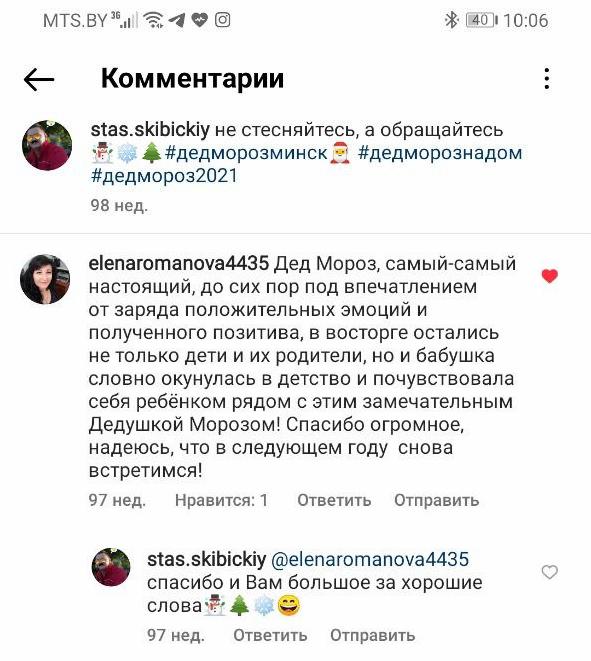 MTS.BY 3G 40 10:06
Комментарии
stas.skibickiy не стесняйтесь, а обращайтесь
☃️❄️🌲#дедморозминск🎅 #дедморознадом
#дедмороз2021
98 нед.
elenaromanova4435 Дед Мороз, самый-самый
настоящий, до сих пор под впечатлением
от заряда положительных эмоций и
полученного позитива, в восторге остались
не только дети и их родители, но и бабушка
словно окунулась в детство и почувствовала
себя ребёнком рядом с этим замечательным
Дедушкой Морозом! Спасибо огромное,
надеюсь, что в следующем году снова
встретимся!
97 нед. Нравится: 1 Ответить Отправить
stas.skibickiy @elenaromanova4435
спасибо и Вам большое за хорошие
слова☃️🌲❄️😄
97 нед. Ответить Отправить